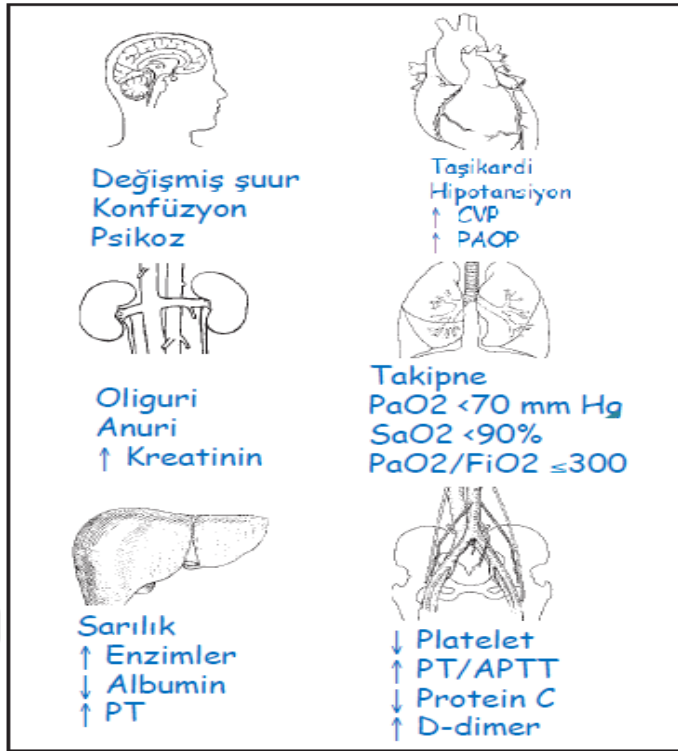 Değişmiş şuur
Konfüzyon
Psikoz
Taşikardi
Hipotansiyon
↑ CVP
↑ PAOP
Oliguri
Anuri
↑ Kreatinin
Takipne
PaO2 <70 mm Hg
SaO2 <90%
PaO2/FiO2 ≤300
Sarılık
↑ Enzimler
↓ Albumin
↑ PT
↓ Platelet
↑ PT/APTT
↓ Protein C
↑ D-dimer